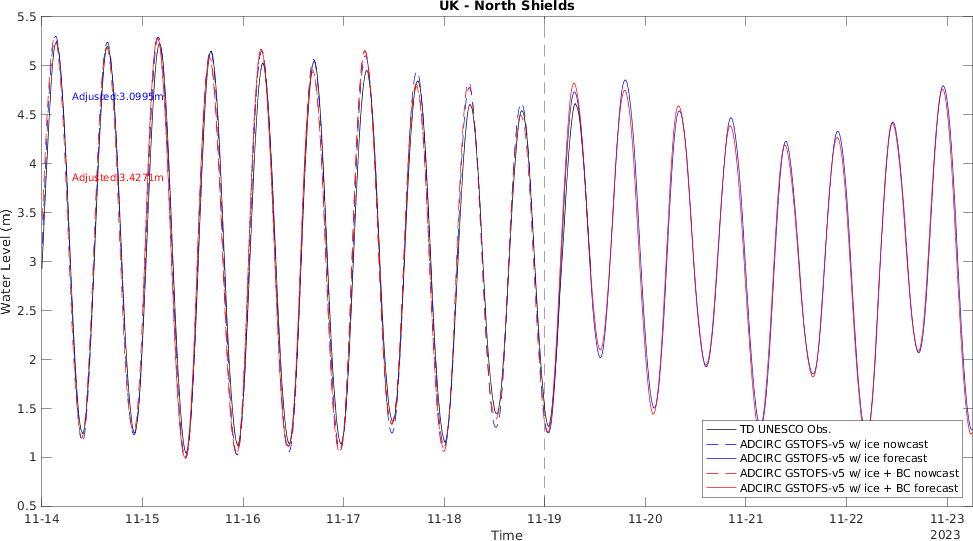 UK - North Shields
5.5
5
4.5
4
3.5
3
2.5
2
1.5
1
0.5
Water Level (m)
Adjusted:3.0995m
Adjusted:3.4271m
TD UNESCO Obs.
ADCIRC GSTOFS-v5 w/ ice nowcast
ADCIRC GSTOFS-v5 w/ ice forecast
ADCIRC GSTOFS-v5 w/ ice + BC nowcast
ADCIRC GSTOFS-v5 w/ ice + BC forecast
11-14 11-15 11-16 11-17 11-18 11-19 11-20 11-21 11-22 11-23
2023
Time